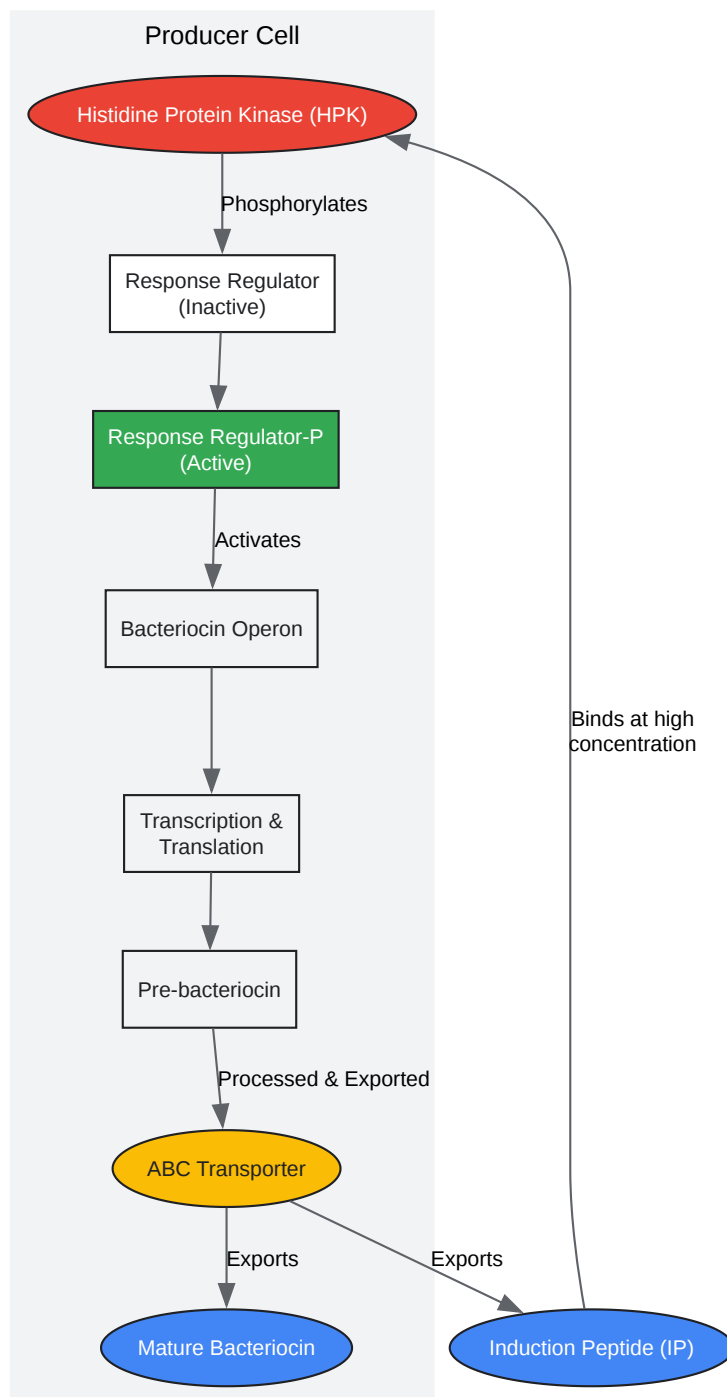 Producer Cell
Histidine Protein Kinase (HPK)
Phosphorylates
Response Regulator
(Inactive)
Response Regulator-P
(Active)
Activates
Bacteriocin Operon
Binds at high
concentration
Transcription &
Translation
Pre-bacteriocin
Processed & Exported
ABC Transporter
Exports
Exports
Mature Bacteriocin
Induction Peptide (IP)